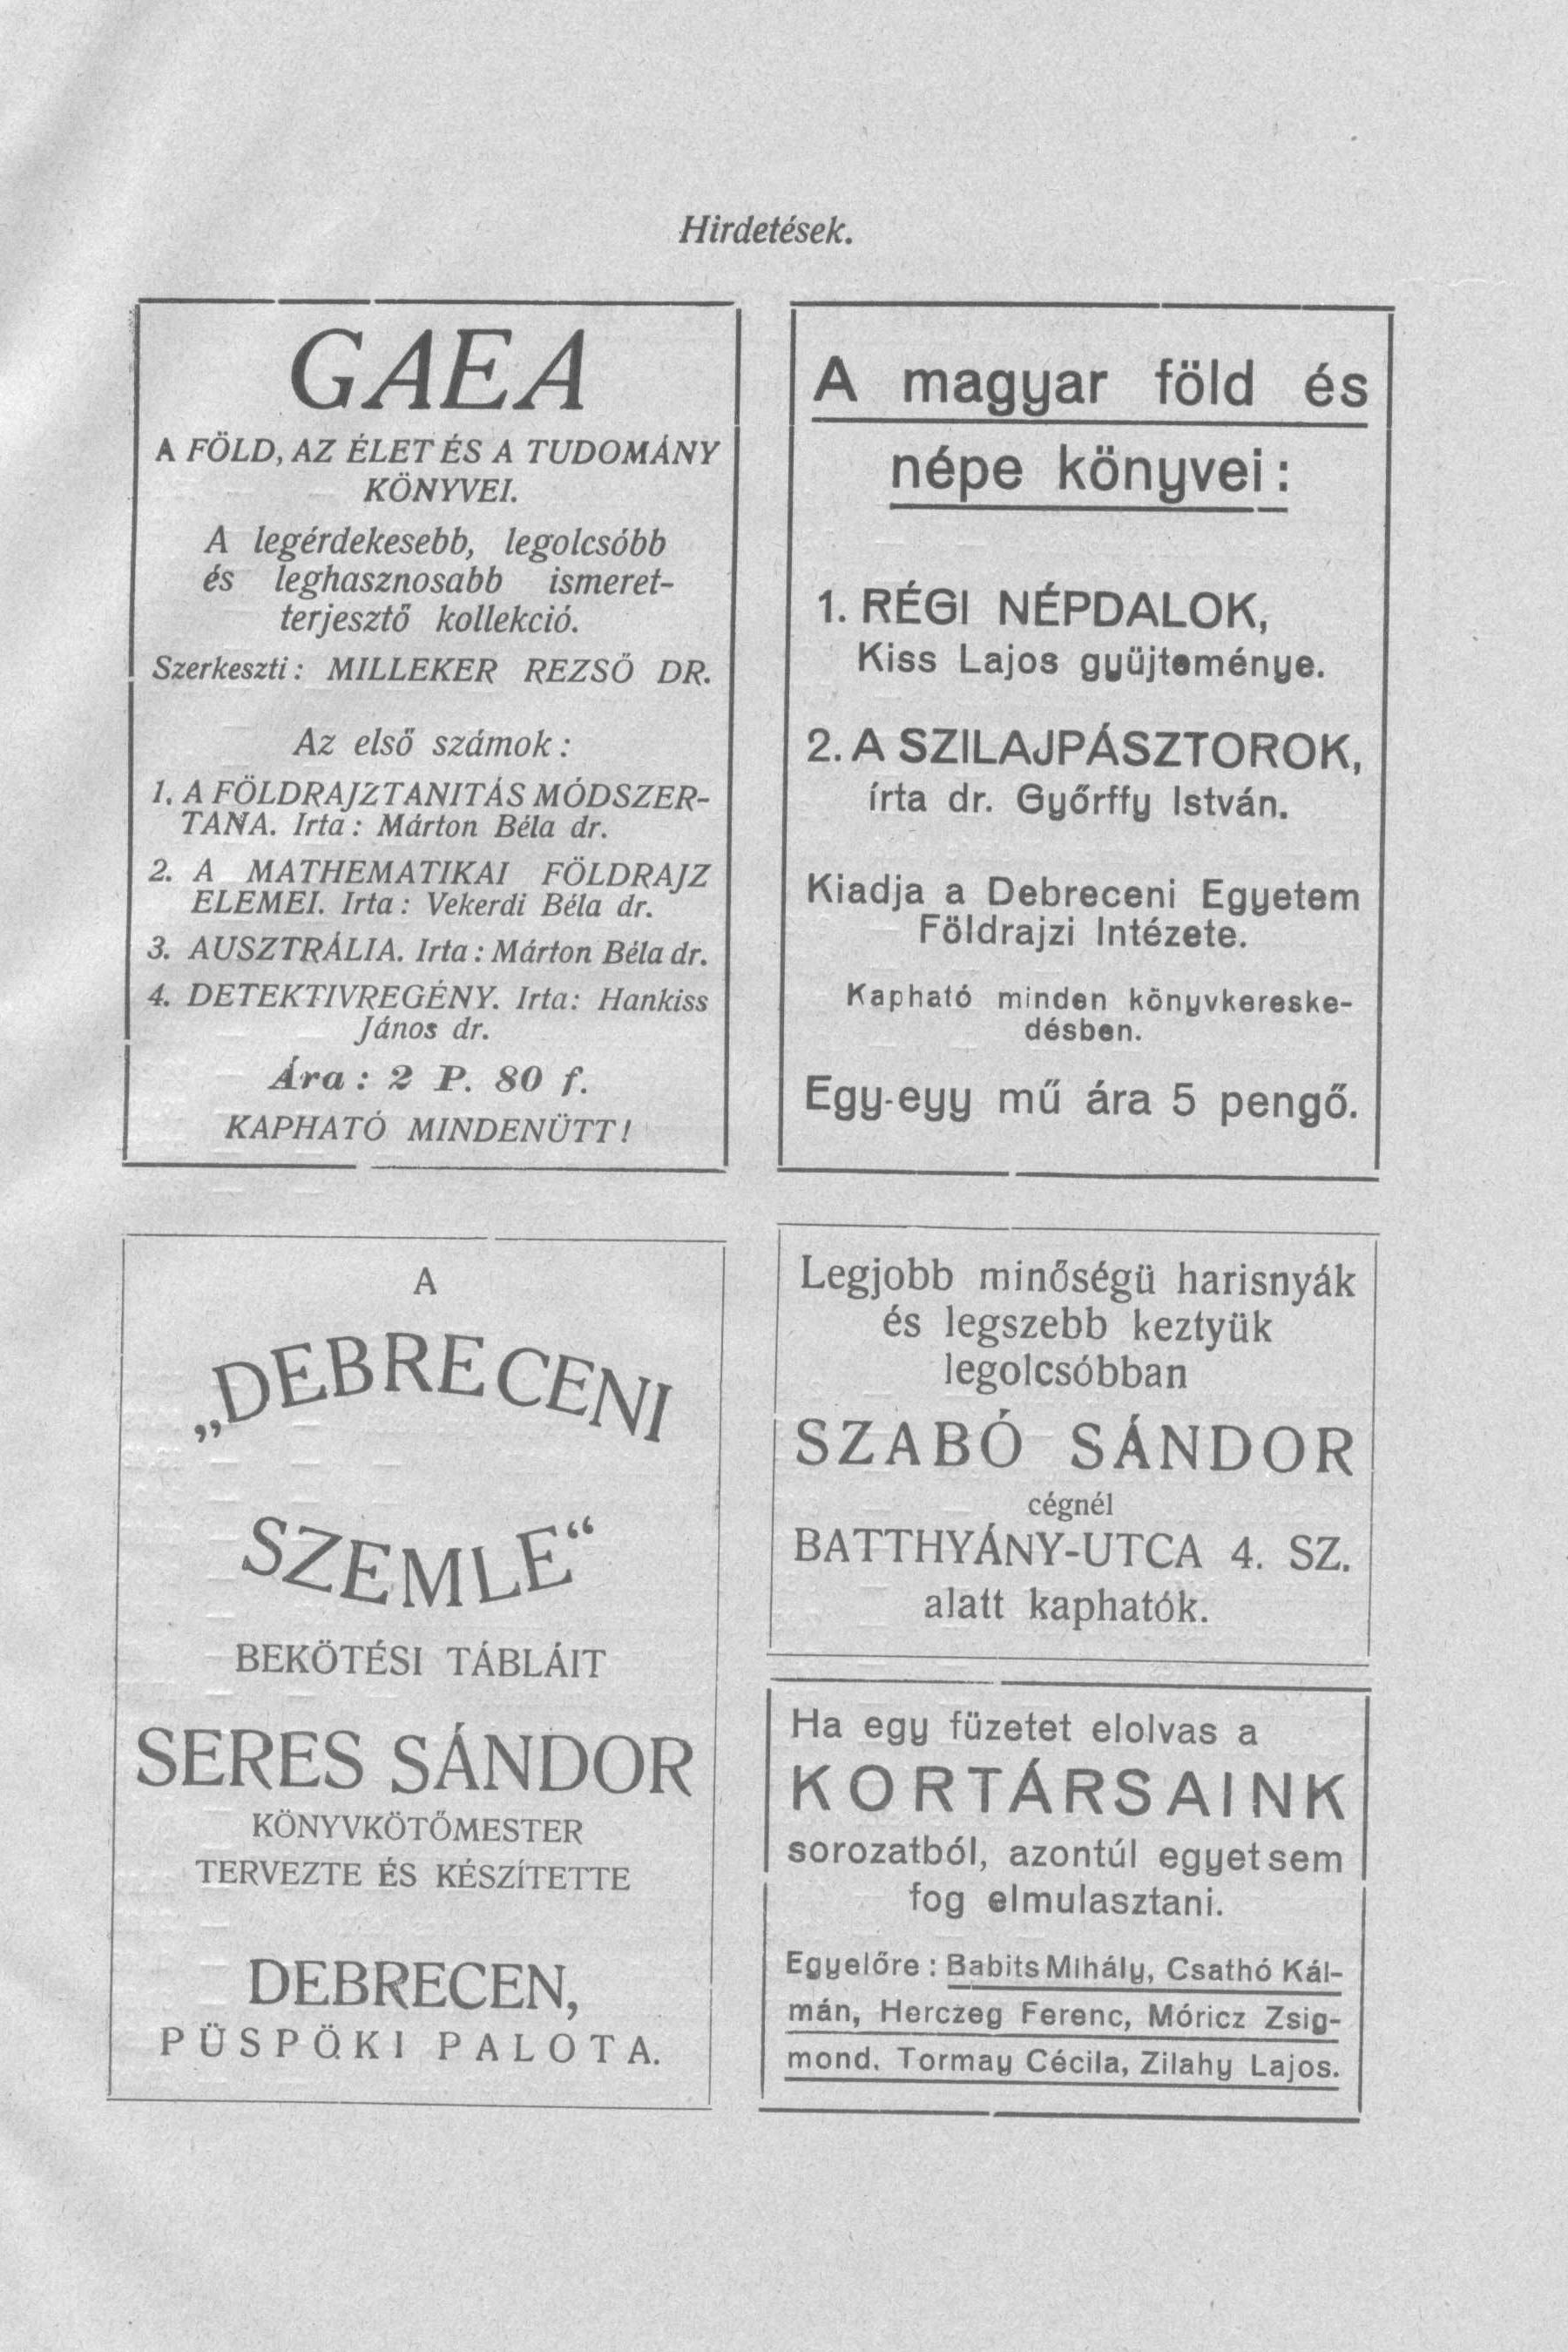 Hirdetések.
GAEA
A FÖLD, AZ ÉLET ÉS A TUDOMÁNY
KÖNYVEI.
A legérdekesebb, legolcsóbb
és leghasznosabb ismeret-
terjesztő kollekció.
Szerkeszti: MILLEKER REZSŐ DR.
Az első számok:
1. A FÖLDRAJZTANITÁS MÓDSZER-
TANA. Irta: Márton Béla dr.
2. A MATHEMATIKAI FÖLDRAJZ
ELEMEI. Irta: Vekerdi Béla dr.
3. AUSZTRÁLIA. Irta: Márton Béla dr.
4. DETEKTIVREGÉNY. Irta: Hankiss
János dr.
Ára: 2 P. 80 f.
KAPHATÓ MINDENÜTT!
A magyar föld és
népe könyvei:
1. RÉGI NÉPDALOK,
Kiss Lajos gyüjteménye.
2. A SZILAJPÁSZTOROK,
írta dr. Győrffy István.
Kiadja a Debreceni Egyetem
Földrajzi Intézete.
Kapható minden könyvkereske-
désben.
Egy-eyy mű ára 5 pengő.
A
„DEBRECENI
SZEMLE“
BEKÖTÉSI TÁBLÁIT
SERES SÁNDOR
KÖNYVKÖTŐMESTER
TERVEZTE ÉS KÉSZÍTETTE
DEBRECEN,
PÜSPÖKI PALOTA.
Legjobb minőségü harisnyák
és legszebb keztyük
legolcsóbban
SZABÓ SÁNDOR
cégnél
BATTHYÁNY-UTCA 4. SZ.
alatt kaphatók.
Ha egy füzetet elolvas a
KORTÁRSAINK
sorozatból, azontúl egyet sem
fog elmulasztani.
Egyelőre: Babits Mihály, Csathó Kál-
mán, Herczeg Ferenc, Móricz Zsig-
mond. Tormay Cécila, Zilahy Lajos.